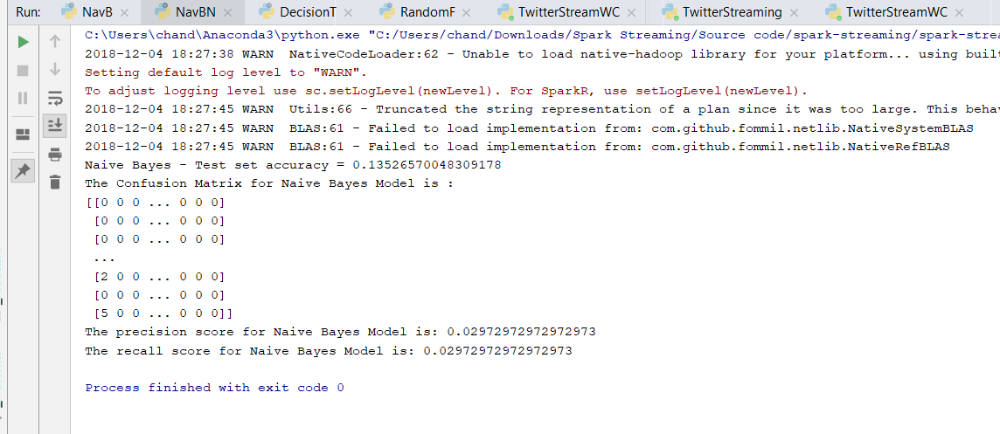 Run: NavB NavBN DecisionT RandomF TwitterStreamWC TwitterStreaming TwitterStreamWC
C:\Users\chand\Anaconda3\python.exe "C:/Users/chand/Downloads/Spark Streaming/Source code/spark-streaming/spark-strea
2018-12-04 18:27:38 WARN  NativeCodeLoader:62 - Unable to load native-hadoop library for your platform... using buil
Setting default log level to "WARN".
To adjust logging level use sc.setLogLevel(newLevel). For SparkR, use setLogLevel(newLevel).
2018-12-04 18:27:45 WARN  Utils:66 - Truncated the string representation of a plan since it was too large. This beha
2018-12-04 18:27:45 WARN  BLAS:61 - Failed to load implementation from: com.github.fommil.netlib.NativeSystemBLAS
2018-12-04 18:27:45 WARN  BLAS:61 - Failed to load implementation from: com.github.fommil.netlib.NativeRefBLAS
Naive Bayes - Test set accuracy = 0.13526570048309178
The Confusion Matrix for Naive Bayes Model is :
[[0 0 0 ... 0 0 0]
 [0 0 0 ... 0 0 0]
 [0 0 0 ... 0 0 0]
 ...
 [2 0 0 ... 0 0 0]
 [0 0 0 ... 0 0 0]
 [5 0 0 ... 0 0 0]]
The precision score for Naive Bayes Model is: 0.02972972972972973
The recall score for Naive Bayes Model is: 0.02972972972972973
Process finished with exit code 0